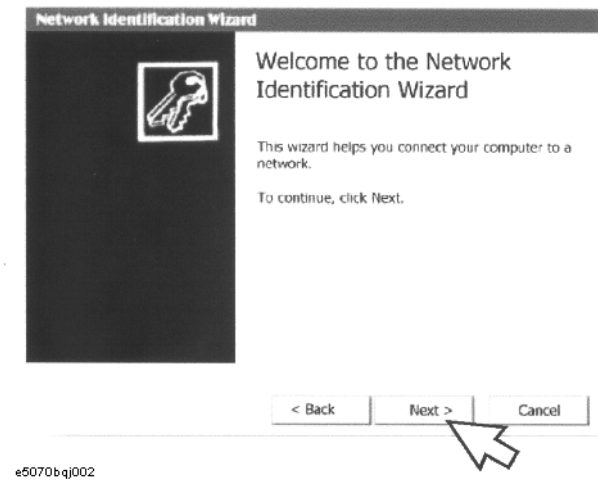 Network Identification Wizard
Welcome to the Network
Identification Wizard
This wizard helps you connect your computer to a
network.
To continue, click Next.
< Back
Next >
Cancel
e5070bqj002